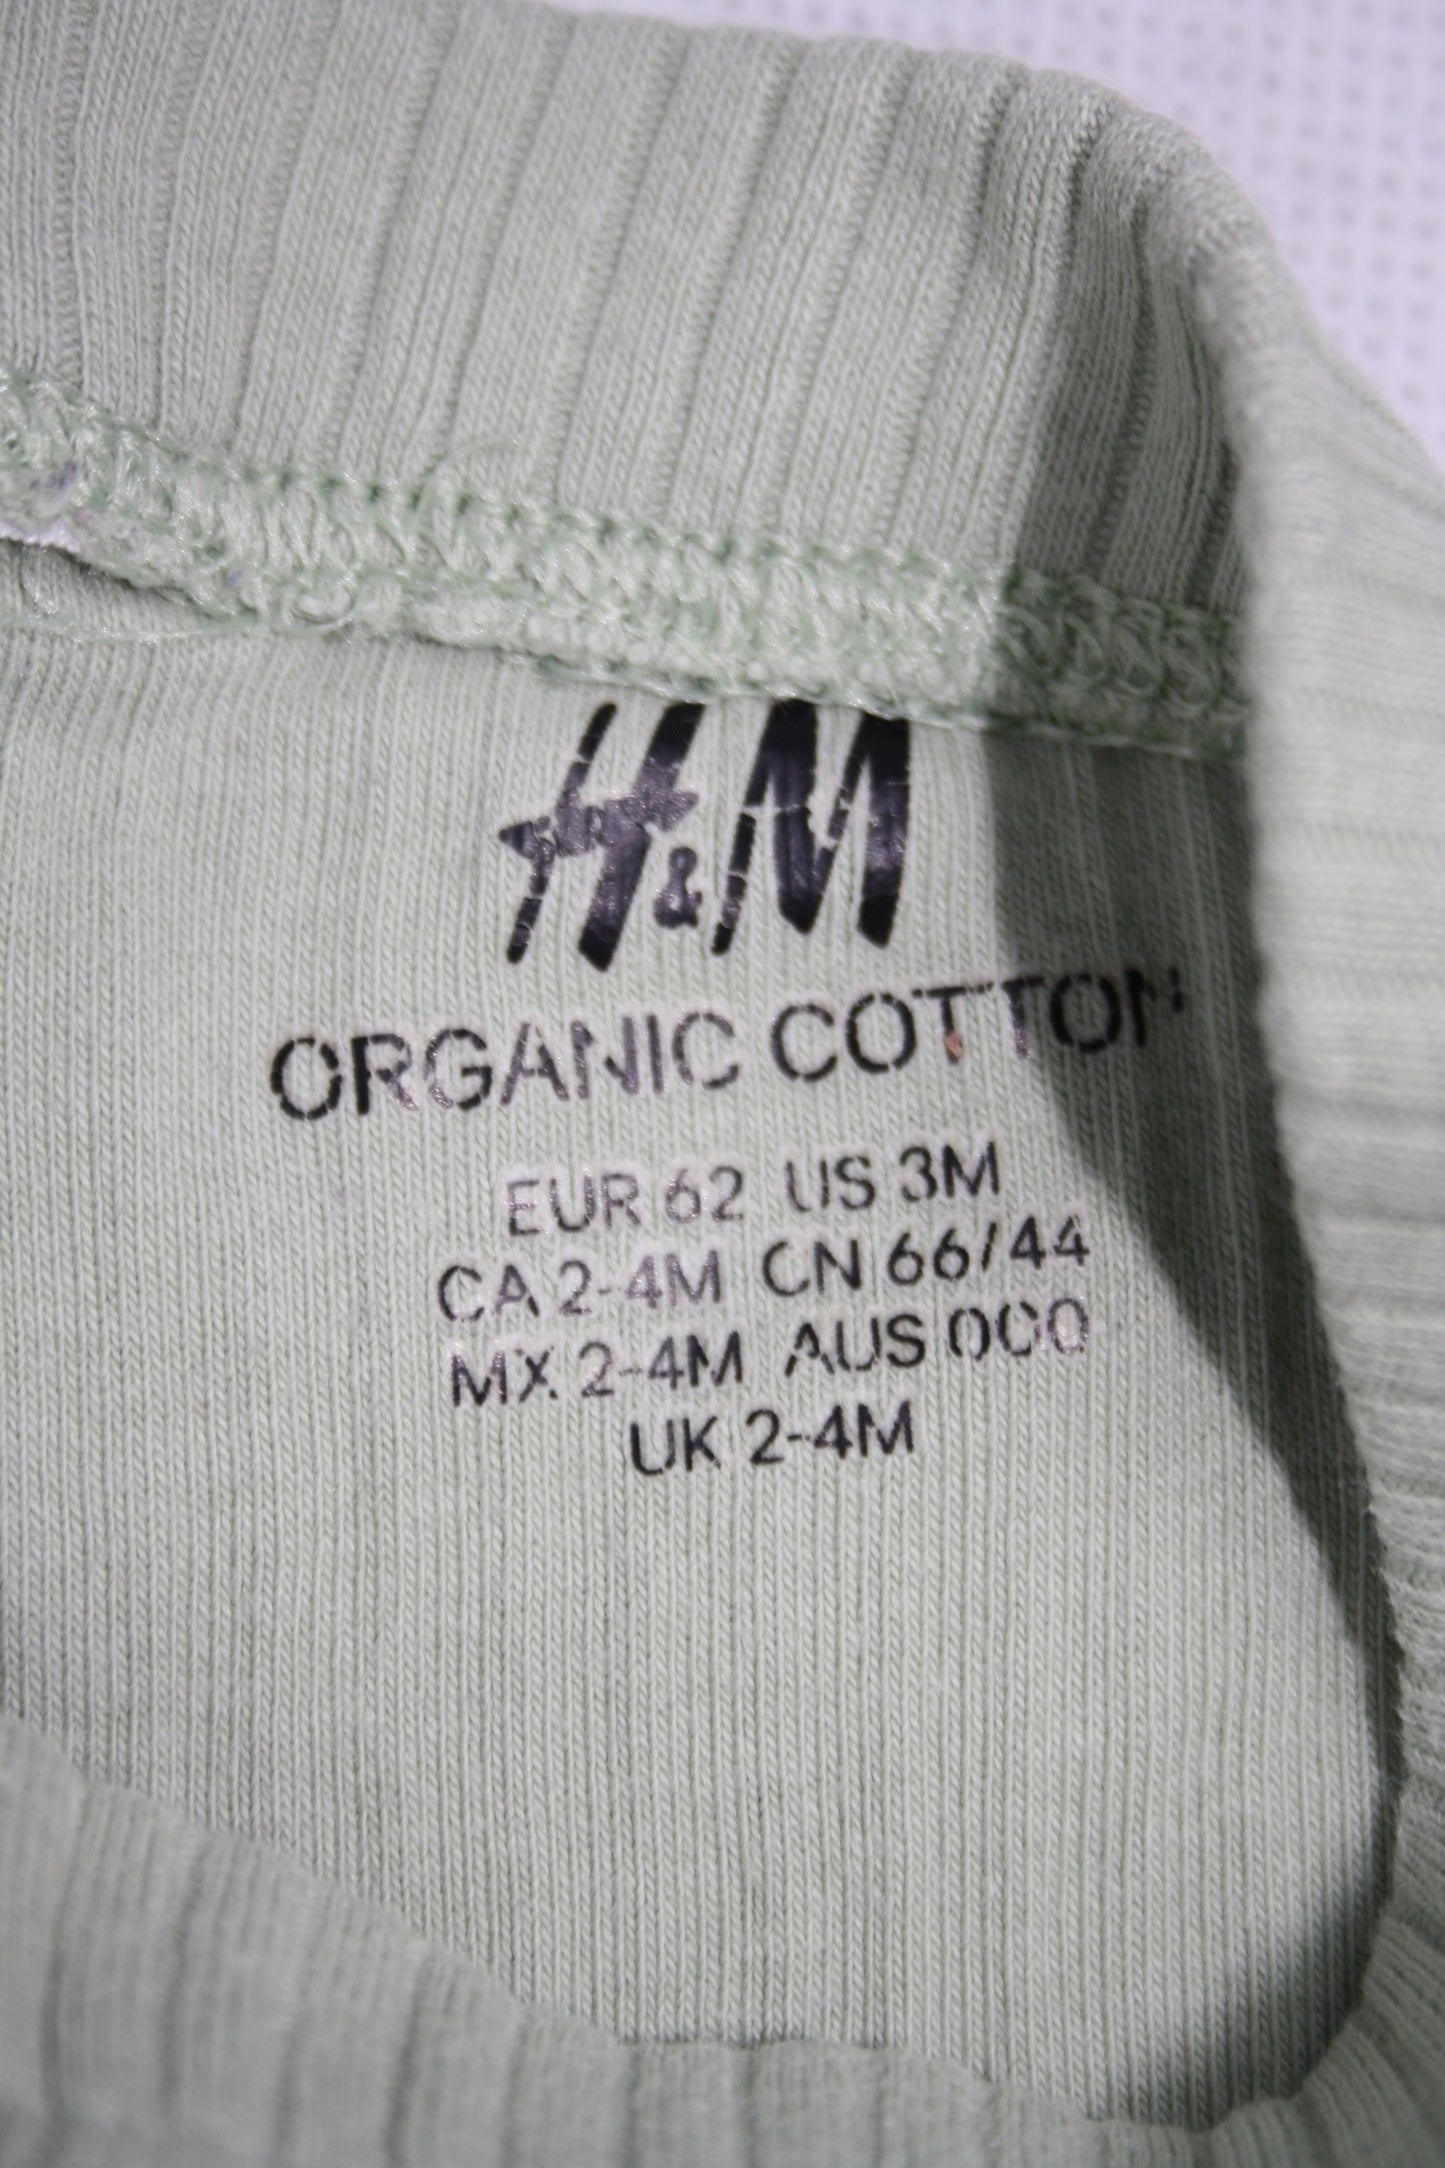 H&M
ORGANIC COTTON
EUR 62 US 3M
CA 2-4M CN 66/44
MX 2-4M AUS 000
UK 2-4M